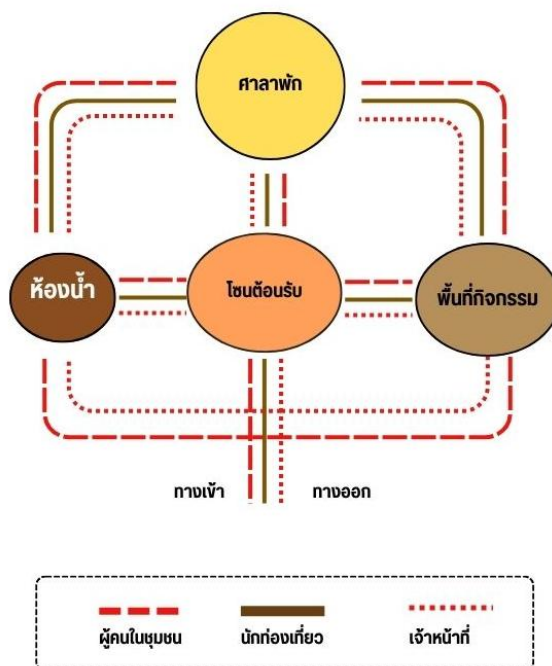 ศาลาพัก
ห้องน้ำ
โซนต้อนรับ
พื้นที่กิจกรรม
ทางเข้า
ทางออก
ผู้คนในชุมชน
นักท่องเที่ยว
เจ้าหน้าที่